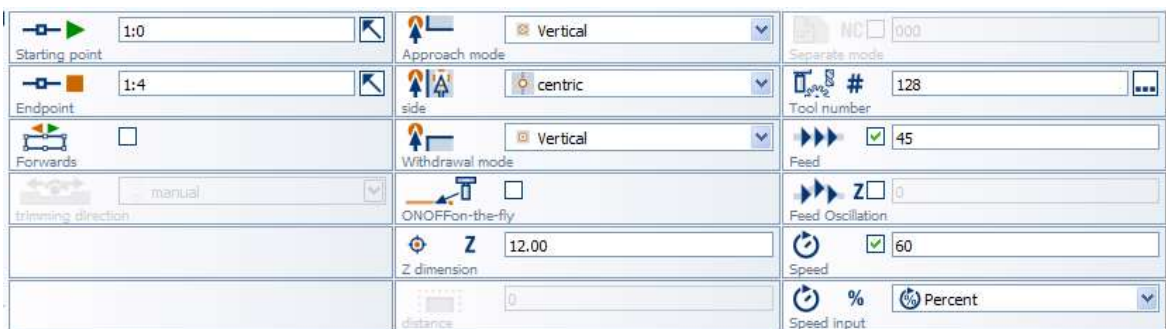 1:0
Starting point
Vertical
Approach mode
NC 000
Separate mode
1:4
Endpoint
centric
side
# 128 ...
Tool number
Forwards
Vertical
Withdrawal mode
45
Feed
... manual
trimming direction
ONOFFon-the-fly
Z 0
Feed Oscillation
Z 12.00
Z dimension
60
Speed
0
distance
% Percent
Speed input